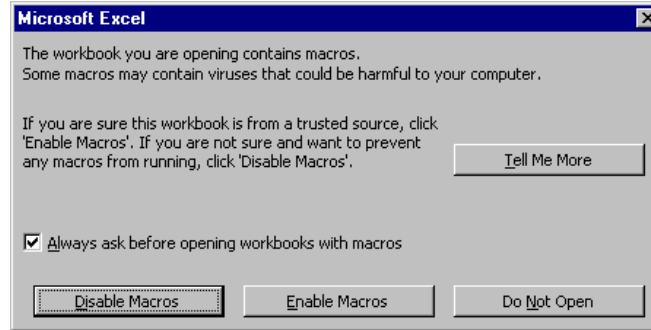 Microsoft Excel
The workbook you are opening contains macros.
Some macros may contain viruses that could be harmful to your computer.
If you are sure this workbook is from a trusted source, click
'Enable Macros'. If you are not sure and want to prevent
any macros from running, click 'Disable Macros'.
Tell Me More
Always ask before opening workbooks with macros
Disable Macros
Enable Macros
Do Not Open